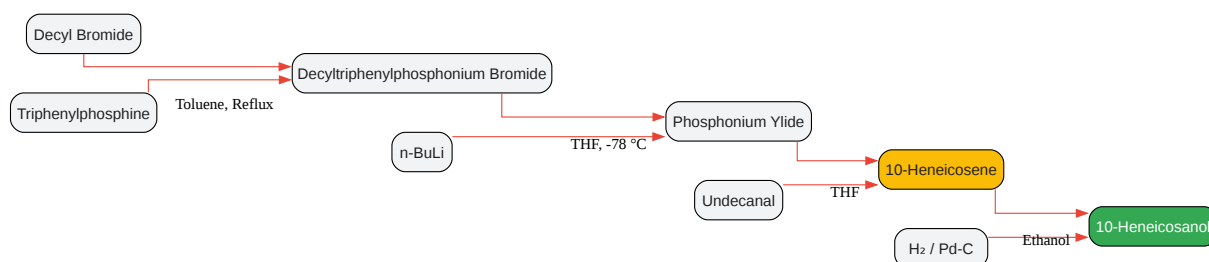 Decyl Bromide
Triphenylphosphine
Toluene, Reflux
Decyltriphenylphosphonium Bromide
n-BuLi
THF, -78 °C
Phosphonium Ylide
Undecanal
THF
10-Heneicosene
H₂ / Pd-C
Ethanol
10-Heneicosanol